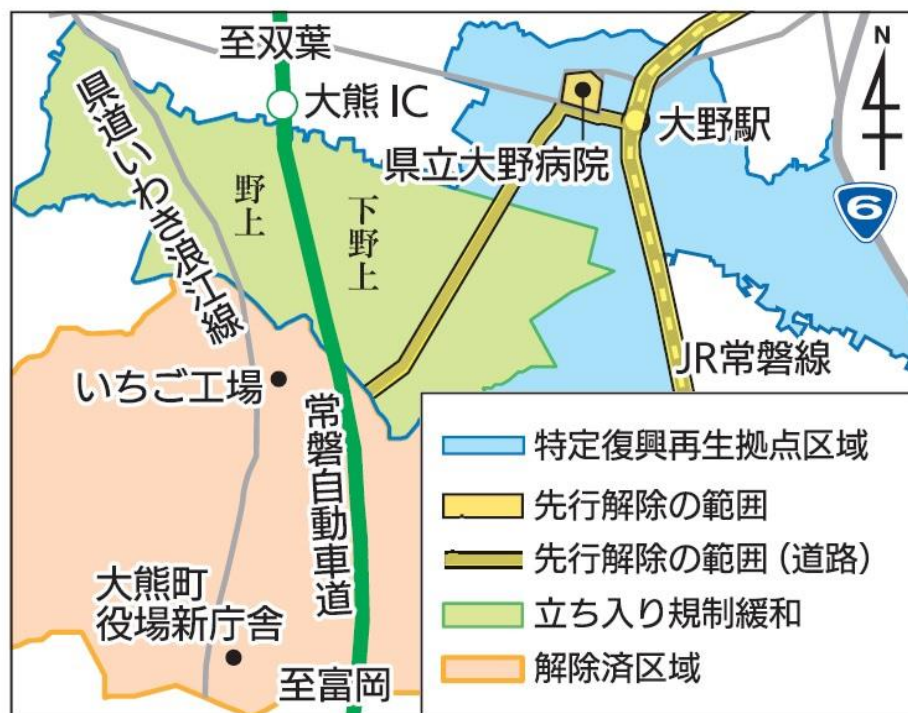 至双葉
大熊IC
N
大野駅
県立大野病院
県道いわき浪江線
野上
下野上
6
JR常磐線
いちご工場
常磐自動車道
大熊町
役場新庁舎
至富岡
特定復興再生拠点区域
先行解除の範囲
先行解除の範囲(道路)
立ち入り規制緩和
解除済区域